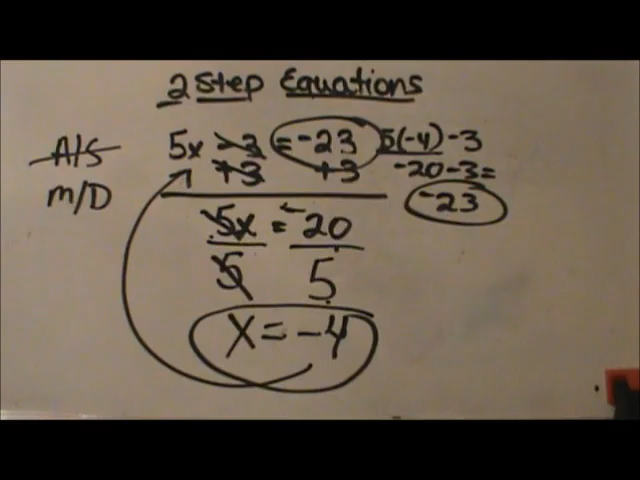 2 Step Equations
A/S 5x - 3 = -23 5(-4) - 3
+3 +3 -20 - 3 =
M/D -23
5x = -20
5 5
x = -4